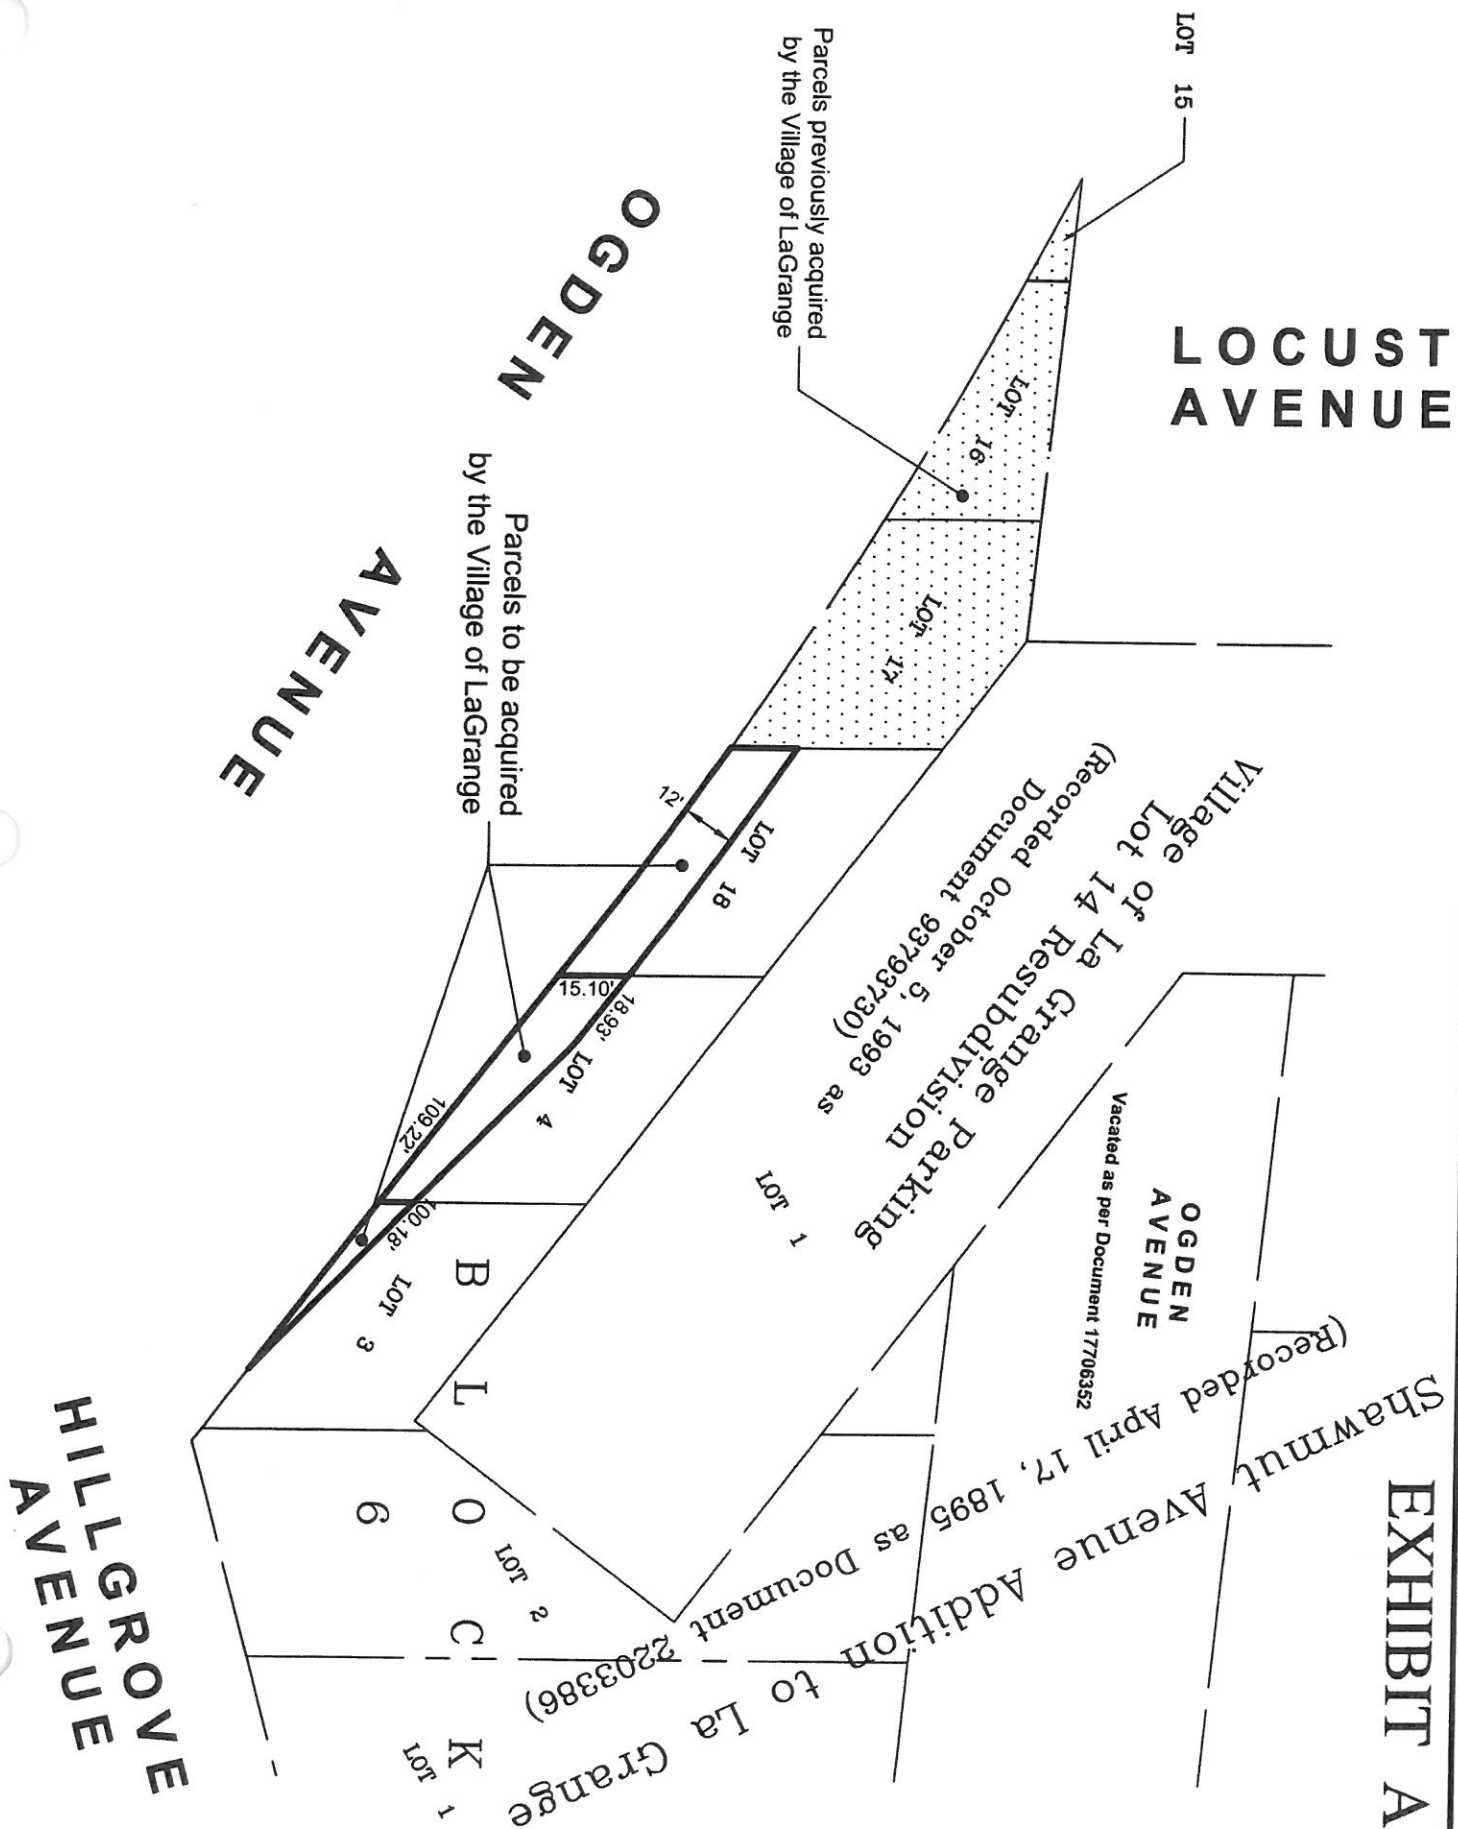 EXHIBIT A
LOCUST
AVENUE
LOT 15
Parcels previously acquired
by the Village of LaGrange
LOT 16
LOT 17
OGDEN
AVENUE
Parcels to be acquired
by the Village of LaGrange
12'
LOT 18
15.10'
18.93'
LOT 4
109.22'
100.18'
LOT 3
Village of La Grange Parking
Lot 14 Resubdivision
(Recorded October 5, 1993 as
Document 93793730)
LOT 1
OGDEN
AVENUE
Vacated as per Document 17706352
Shawmut Avenue Addition to La Grange
(Recorded April 17, 1895 as Document 2203386)
BLOCK
6
LOT 2
LOT 1
HILLGROVE
AVENUE